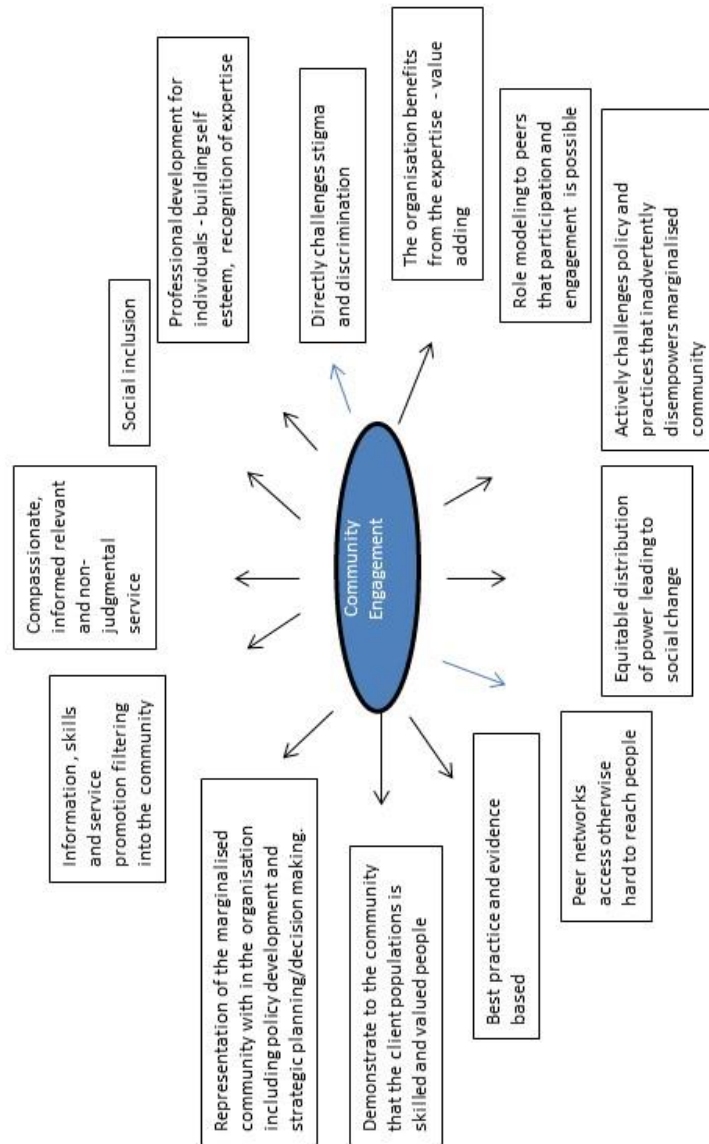 Information , skills
and service
promotion filtering
into the community
Compassionate,
informed relevant
and non-
judgmental
service
Social inclusion
Professional development for
individuals - building self
esteem, recognition of expertise
Representation of the marginalised
community with in the organisation
including policy development and
strategic planning/decision making.
Directly challenges stigma
and discrimination
Demonstrate to the community
that the client populations is
skilled and valued people
Community
Engagement
The organisation benefits
from the expertise - value
adding
Best practice and evidence
based
Role modeling to peers
that participation and
engagement is possible
Peer networks
access otherwise
hard to reach people
Equitable distribution
of power leading to
social change
Actively challenges policy and
practices that inadvertently
disempowers marginalised
community